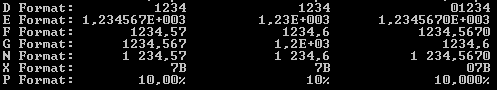 D Format: 1234 1234 01234
E Format: 1,234567E+003 1,23E+003 1,2345670E+003
F Format: 1234,57 1234,6 1234,5670
G Format: 1234,567 1,2E+03 1234,6
N Format: 1 234,57 1 234,6 1 234,5670
X Format: 7B 7B 07B
P Format: 10,00% 10% 10,000%